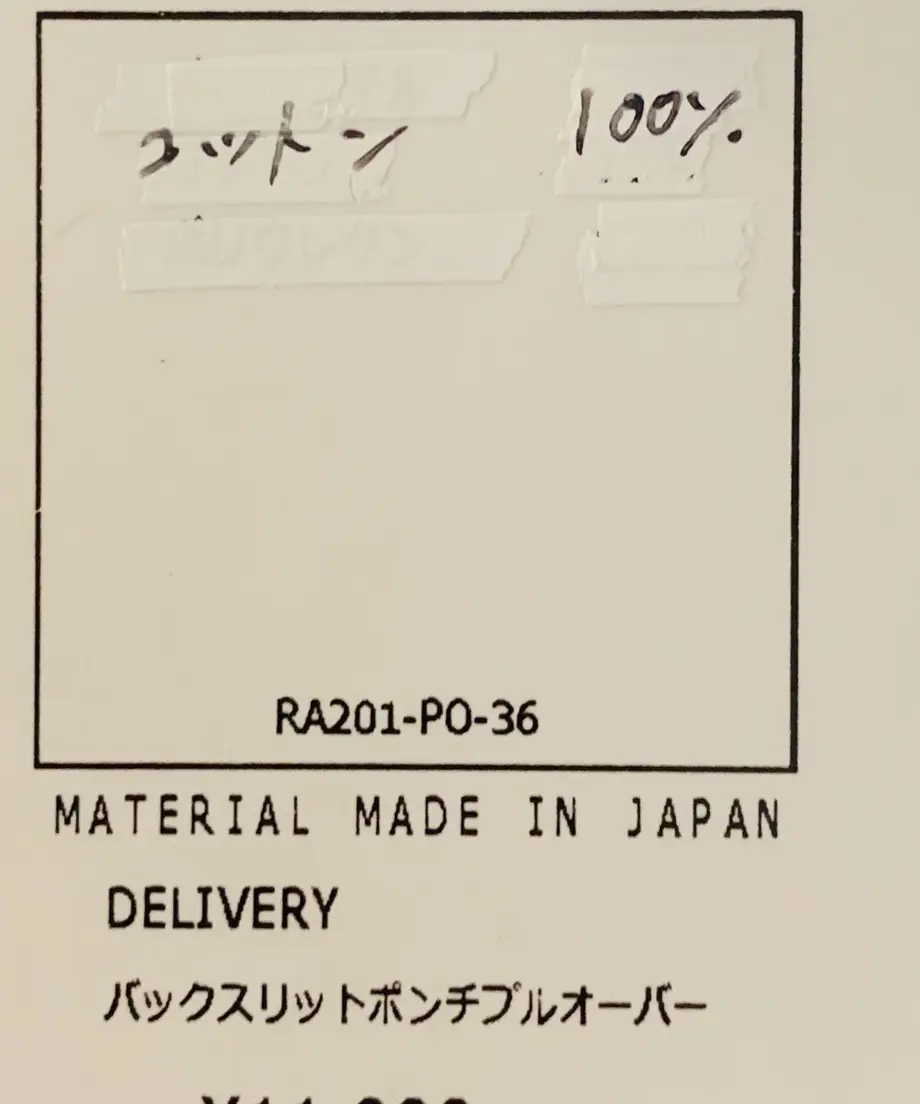 コットン 100%
RA201-PO-36
MATERIAL MADE IN JAPAN
DELIVERY
バックスリットポンチプルオーバー